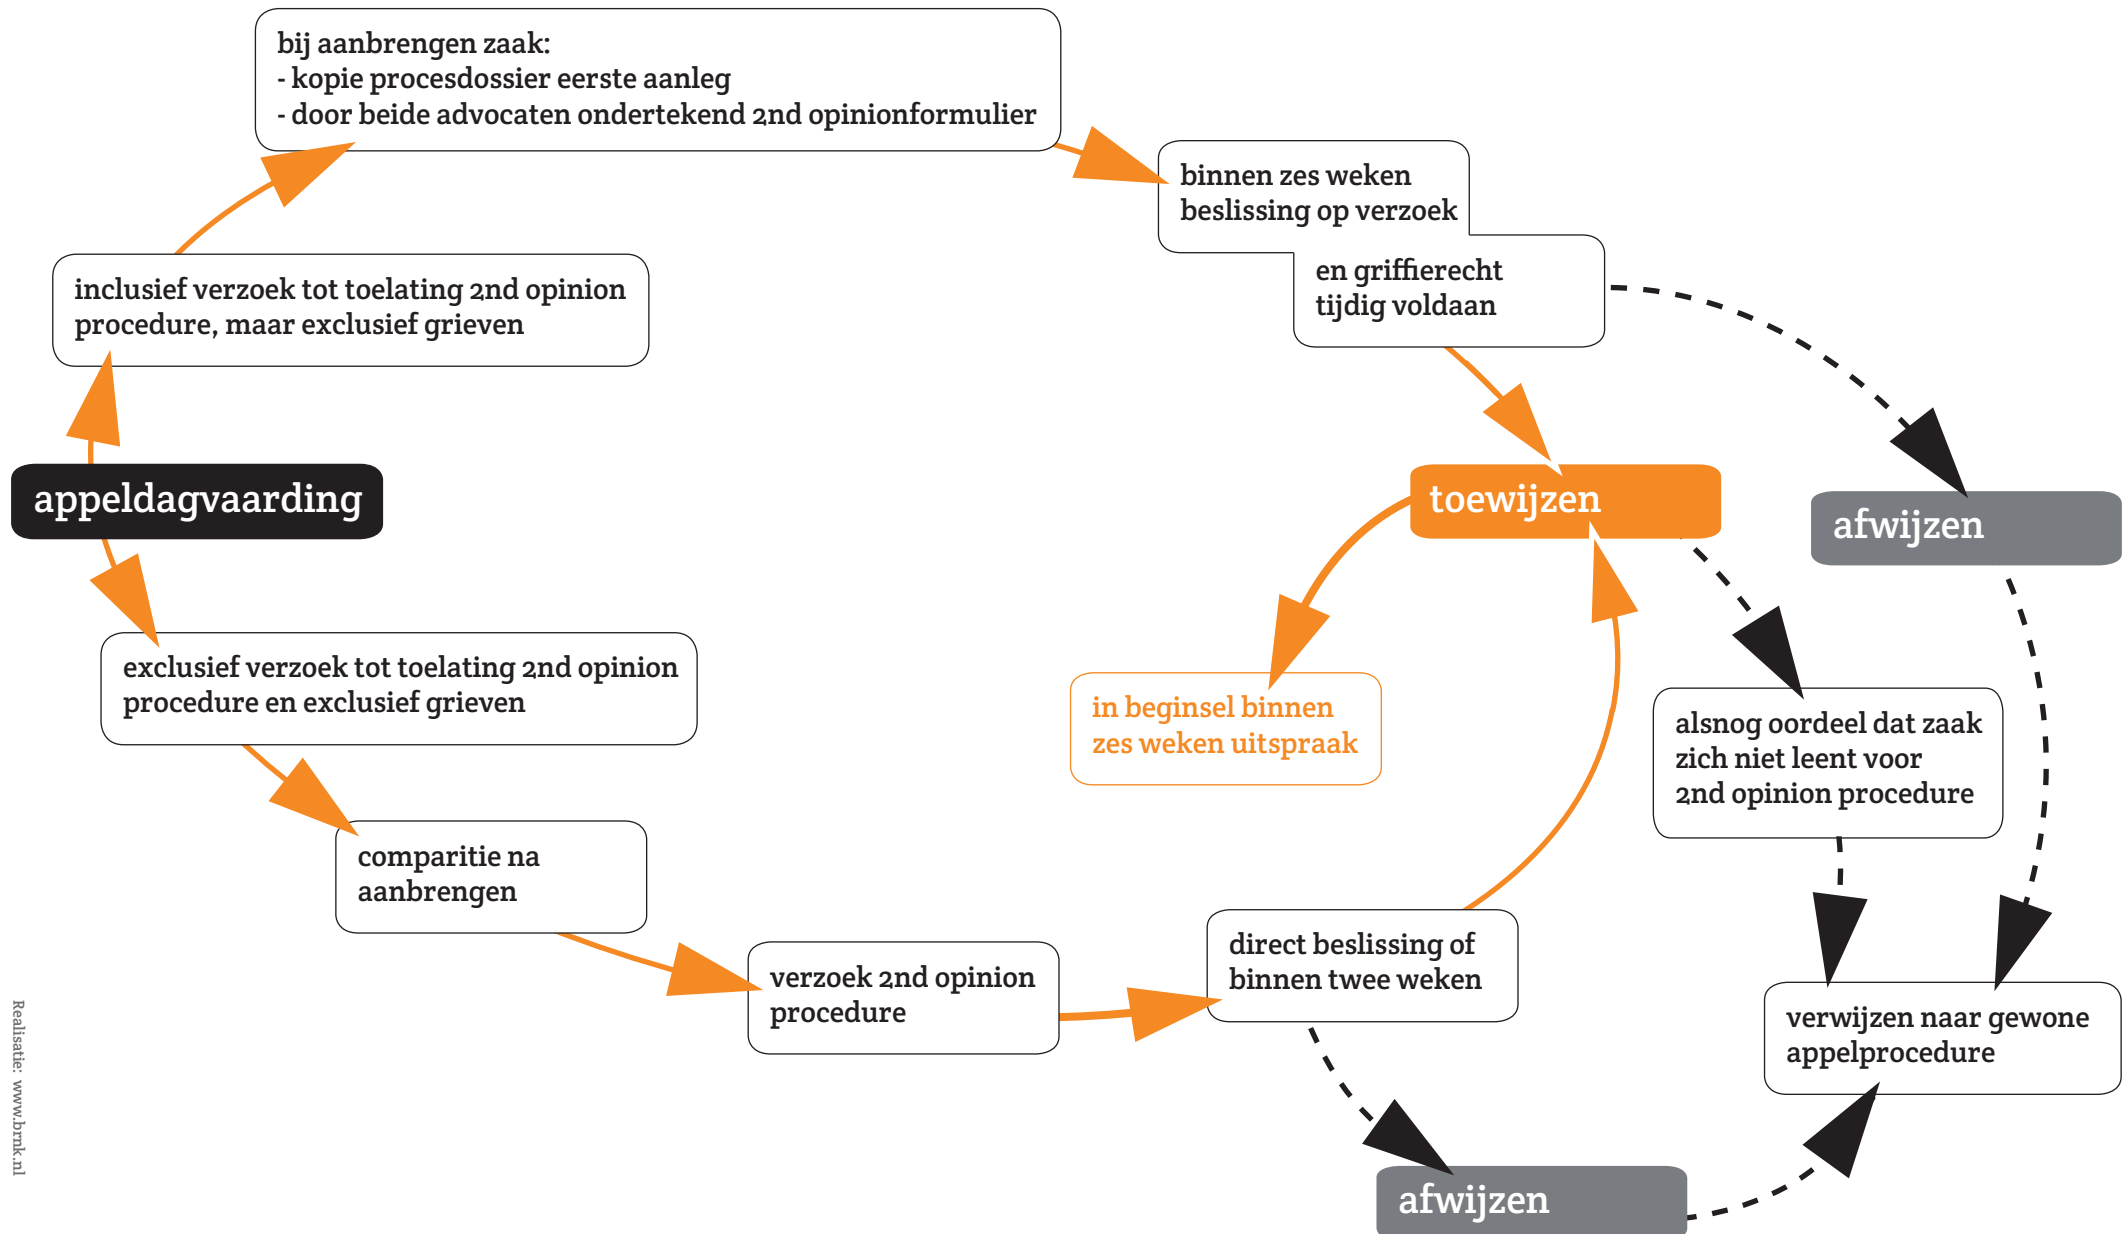 bij aanbrengen zaak:
- kopie procesdossier eerste aanleg
- door beide advocaten ondertekend 2nd opinionformulier
binnen zes weken
beslissing op verzoek
en griffierecht
tijdig voldaan
inclusief verzoek tot toelating 2nd opinion
procedure, maar exclusief grieven
appeldagvaarding
toewijzen
afwijzen
exclusief verzoek tot toelating 2nd opinion
procedure en exclusief grieven
in beginsel binnen
zes weken uitspraak
alsnog oordeel dat zaak
zich niet leent voor
2nd opinion procedure
comparitie na
aanbrengen
verzoek 2nd opinion
procedure
direct beslissing of
binnen twee weken
verwijzen naar gewone
appelprocedure
afwijzen
Realisatie: www.brnk.nl